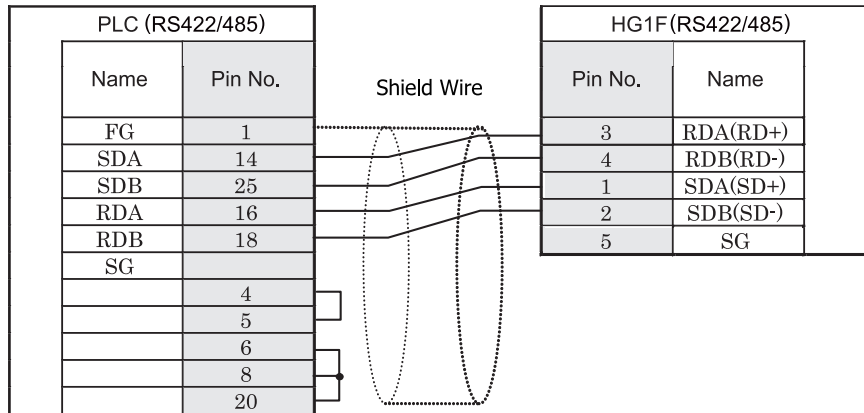 PLC (RS422/485)
Name Pin No.
FG 1
SDA 14
SDB 25
RDA 16
RDB 18
SG
4
5
6
8
20
Shield Wire
HG1F(RS422/485)
Pin No. Name
3 RDA(RD+)
4 RDB(RD-)
1 SDA(SD+)
2 SDB(SD-)
5 SG